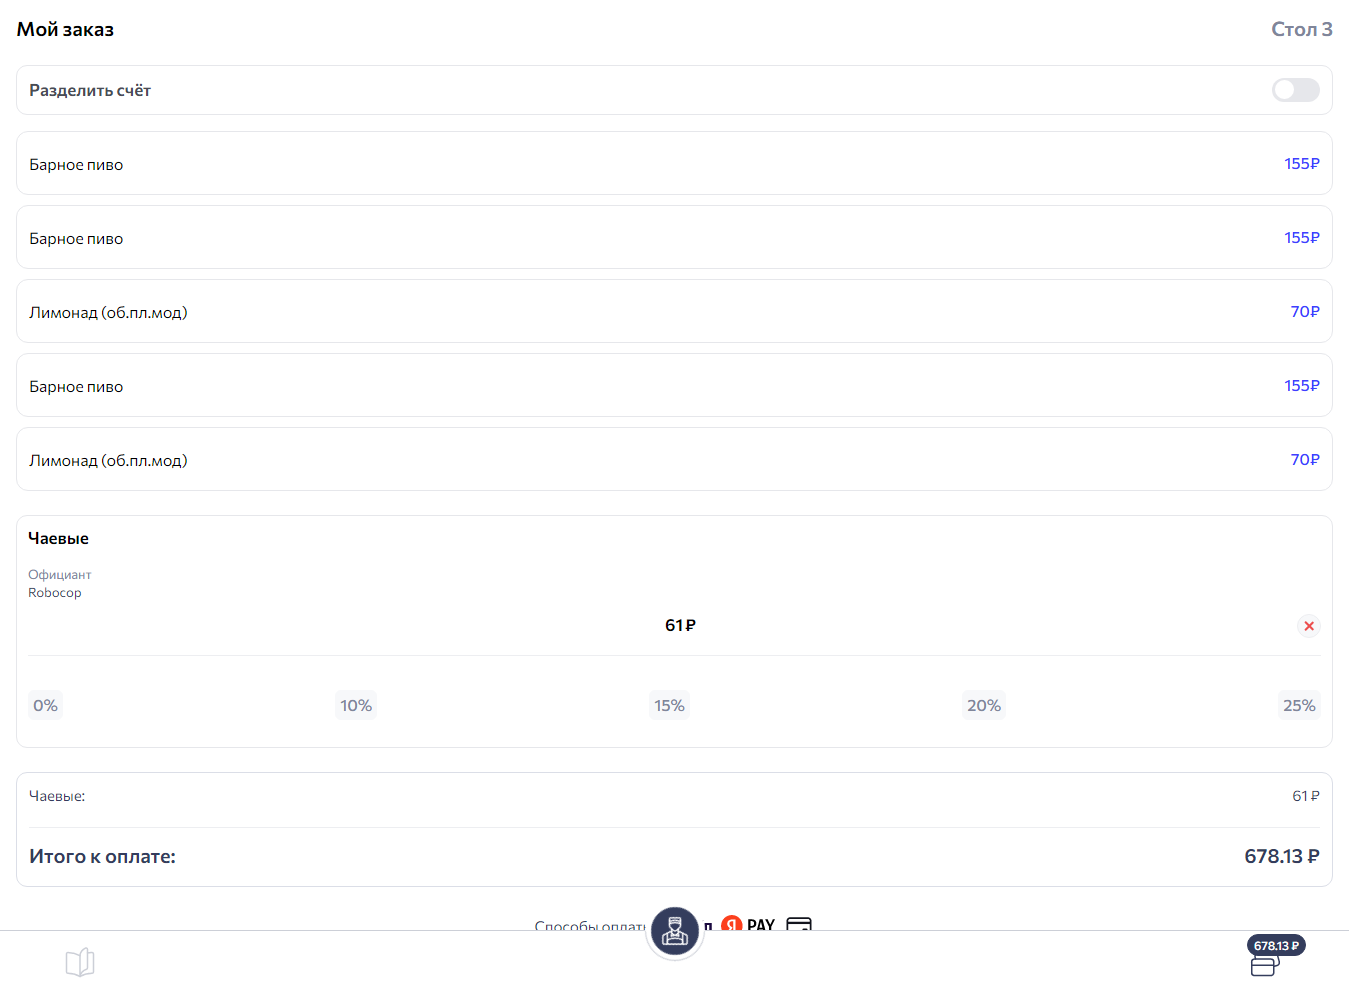 Мой заказ
Стол 3
Разделить счёт
Барное пиво
155₽
Барное пиво
155₽
Лимонад (об.пл.мод)
70₽
Барное пиво
155₽
Лимонад (об.пл.мод)
70₽
Чаевые
Официант
Robocop
61 ₽
0%
10%
15%
20%
25%
Чаевые:
61 ₽
Итого к оплате:
678.13 ₽
Способы оплаты
Я PAY
678.13 ₽